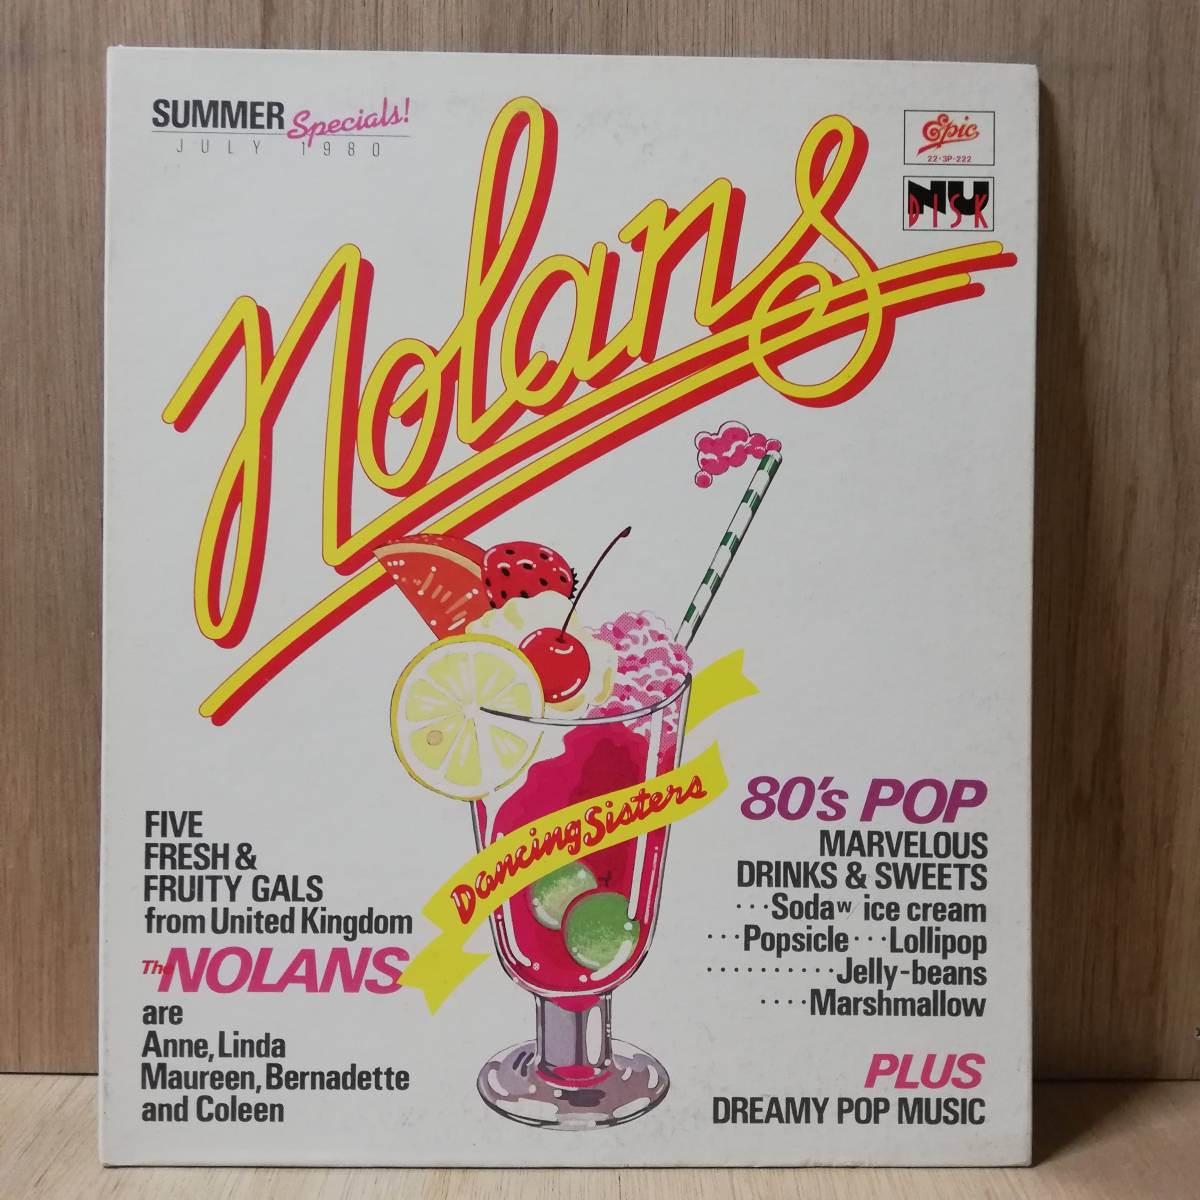 SUMMER Specials!
JULY 1980
Epic
22・3P-222
NU
DISK
Nolans
Dancing Sisters
FIVE
FRESH &
FRUITY GALS
from United Kingdom
The NOLANS
are
Anne, Linda
Maureen, Bernadette
and Coleen
80's POP
MARVELOUS
DRINKS & SWEETS
···Soda w/ ice cream
···Popsicle···Lollipop
··········Jelly-beans
····Marshmallow
PLUS
DREAMY POP MUSIC